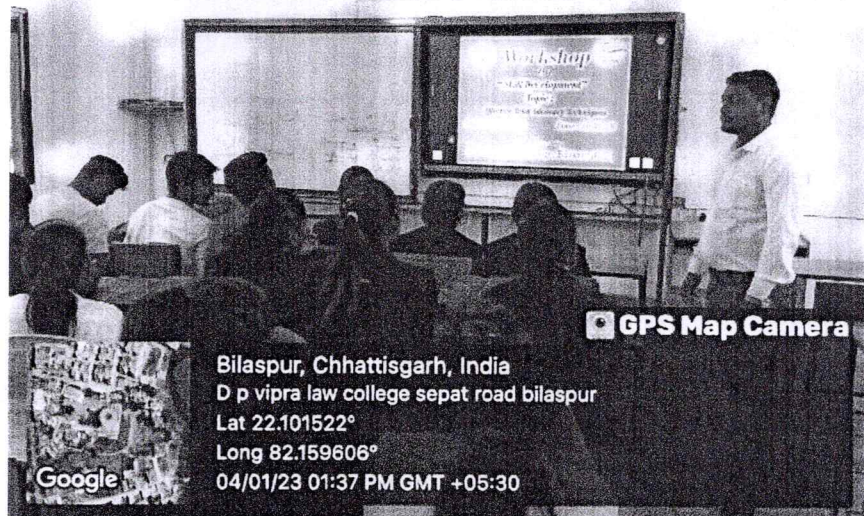 Workshop
"Skill Development"
Topic :
GPS Map Camera
Bilaspur, Chhattisgarh, India
D p vipra law college sepat road bilaspur
Lat 22.101522°
Long 82.159606°
04/01/23 01:37 PM GMT +05:30
Google